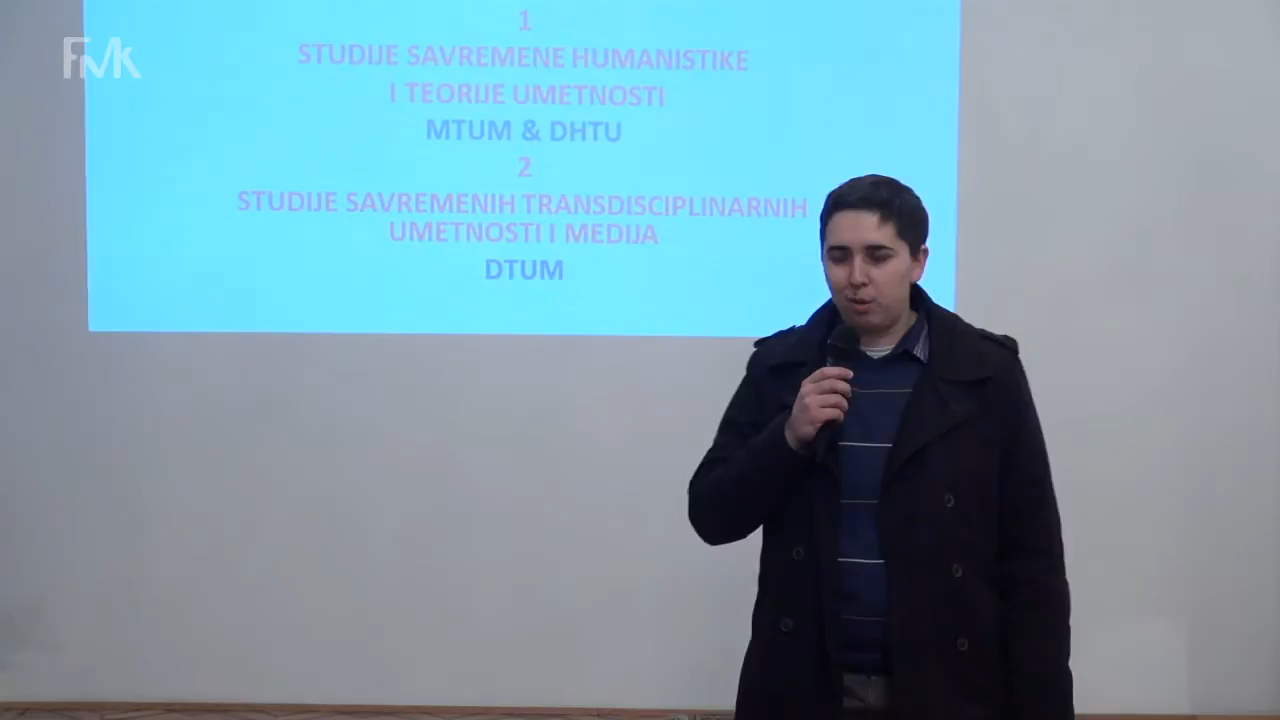 FMK
1
STUDIJE SAVREMENE HUMANISTIKE
I TEORIJE UMETNOSTI
MTUM & DHTU
2
STUDIJE SAVREMENIH TRANSDISCIPLINARNIH
UMETNOSTI I MEDIJA
DTUM